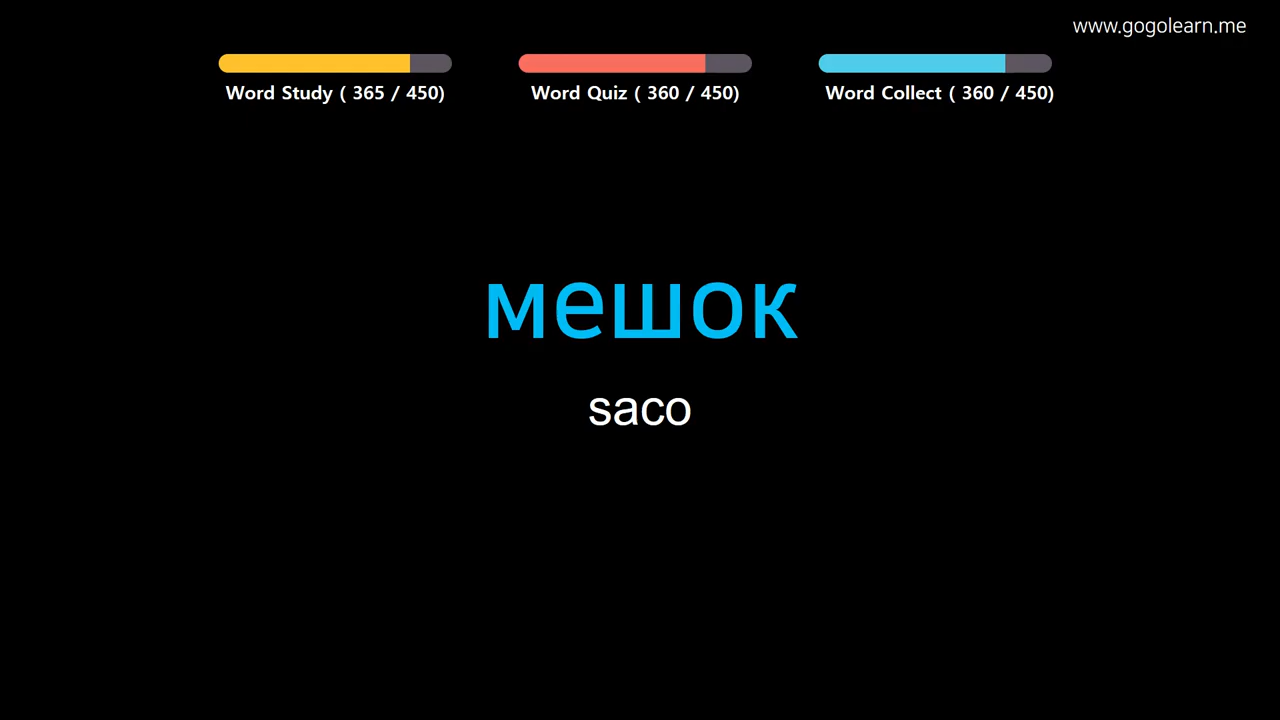 www.gogolearn.me
Word Study ( 365 / 450)
Word Quiz ( 360 / 450)
Word Collect ( 360 / 450)
мешок
saco